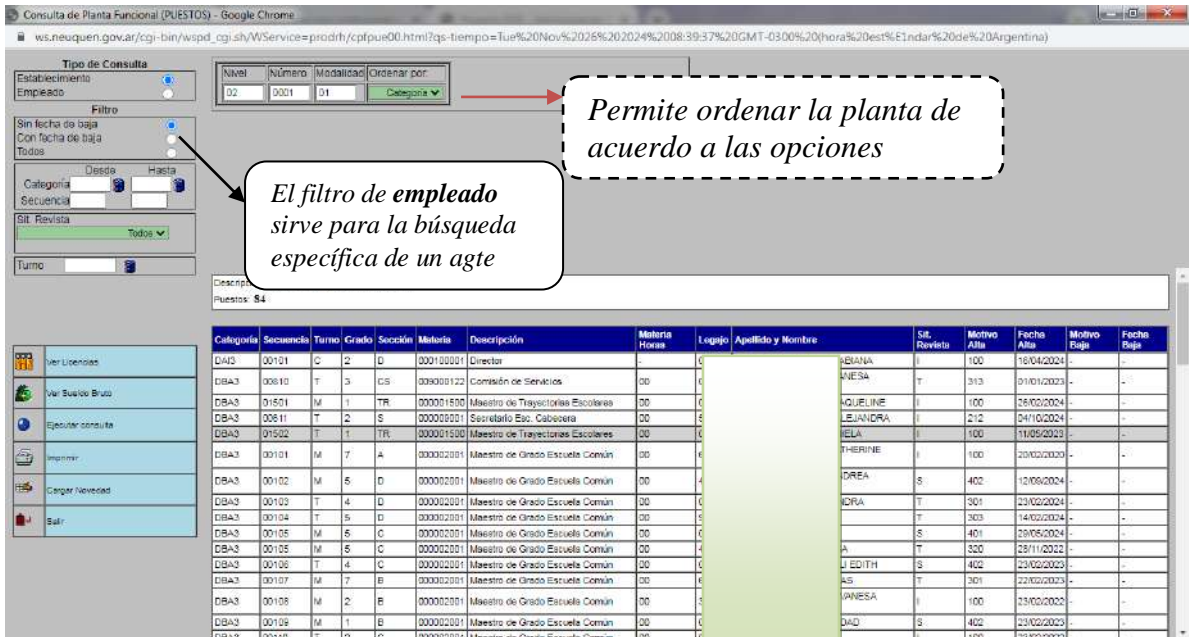 Consulta de Planta Funcional (PUESTOS) - Google Chrome
ws.neuquen.gov.ar/cgi-bin/wspd_cgi.sh/WService=prodrh/cpfpue00.html?qs-tiempo=Tue%20Nov%2026%202024%2008:39:37%20GMT-0300%20(hora%20est%E1ndar%20de%20Argentina)
Tipo de Consulta
Establecimiento
Empleado
Filtro
Sin fecha de baja
Con fecha de baja
Todos
Desde Hasta
Categoría
Secuencia
Sit. Revista
Todos
Turno
Nivel Número Modalidad Ordenar por:
02 0001 01 Categoria
Permite ordenar la planta de
acuerdo a las opciones
El filtro de empleado
sirve para la búsqueda
específica de un agte
Puestos: 84
Ver Licencias
Ver Sueldo Bruto
Ejecutar consulta
Imprimir
Cargar Novedad
Salir
Categoría Secuencia Turno Grado Sección Materia Descripción Materia Horas Legajo Apellido y Nombre Sit. Revista Motivo Alta Fecha Alta Motivo Baja Fecha Baja
DAI3 00101 C 2 D 000100001 Director - ABIANA I 100 16/04/2024 - -
DBA3 00810 T 3 CS 009000122 Comisión de Servicios 00 ANESA T 313 01/01/2023 - -
DBA3 01501 M 1 TR 000001500 Maestro de Trayectorias Escolares 00 AQUELINE I 100 26/02/2024 - -
DBA3 00611 T 2 S 000009001 Secretario Esc. Cabecera 00 LEJANDRA I 212 04/10/2024 - -
DBA3 01502 T 1 TR 000001500 Maestro de Trayectorias Escolares 00 IELA I 100 11/05/2023 - -
DBA3 00101 M 7 A 000002001 Maestro de Grado Escuela Común 00 THERINE I 100 20/02/2020 - -
DBA3 00102 M 5 D 000002001 Maestro de Grado Escuela Común 00 DREA S 402 12/09/2024 - -
DBA3 00103 T 4 D 000002001 Maestro de Grado Escuela Común 00 IDRA T 301 23/02/2024 - -
DBA3 00104 T 5 D 000002001 Maestro de Grado Escuela Común 00 T 303 14/02/2024 - -
DBA3 00105 M 5 C 000002001 Maestro de Grado Escuela Común 00 S 401 29/05/2024 - -
DBA3 00105 M 5 C 000002001 Maestro de Grado Escuela Común 00 A T 320 28/11/2022 - -
DBA3 00106 T 4 C 000002001 Maestro de Grado Escuela Común 00 LI EDITH S 402 23/02/2023 - -
DBA3 00107 M 7 B 000002001 Maestro de Grado Escuela Común 00 AS T 301 22/02/2023 - -
DBA3 00108 M 2 B 000002001 Maestro de Grado Escuela Común 00 VANESA I 100 23/02/2022 - -
DBA3 00109 M 1 B 000002001 Maestro de Grado Escuela Común 00 DAD S 402 23/02/2023 - -